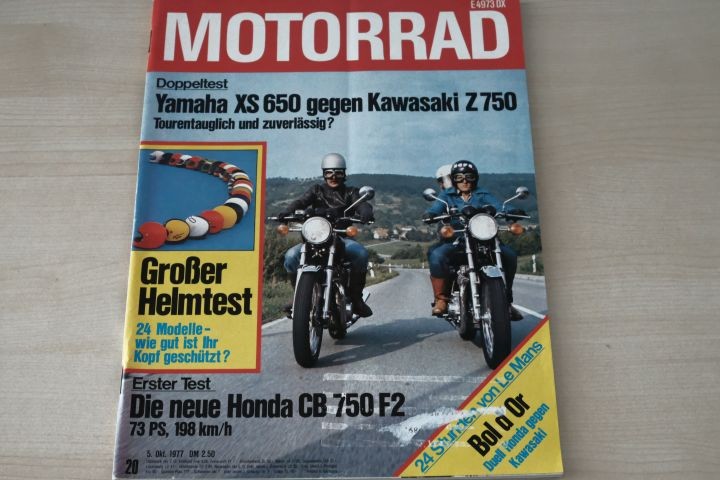 E4973DX
MOTORRAD
Doppeltest
Yamaha XS 650 gegen Kawasaki Z 750
Tourentauglich und zuverlässig?
Großer
Helmtest
24 Modelle–
wie gut ist Ihr
Kopf geschützt?
Erster Test
Die neue Honda CB 750 F2
73 PS, 198 km/h
24 Stunden von Le Mans
Bol d'Or
Duell Honda gegen
Kawasaki
20
5. Okt. 1977 DM 2.50